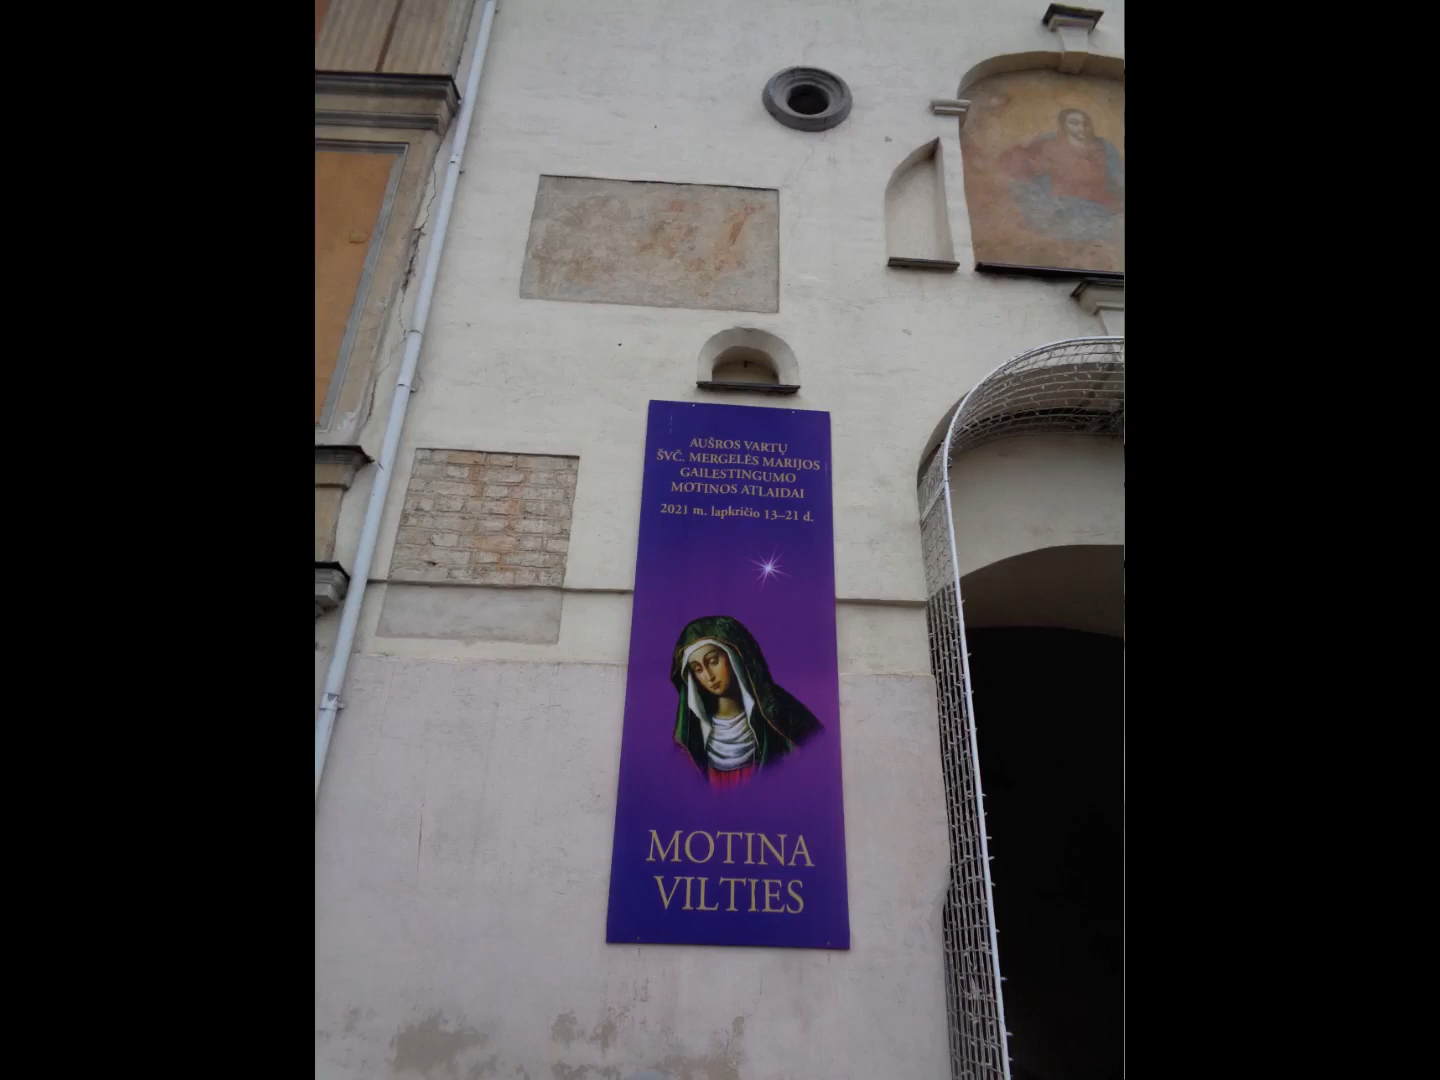 AUŠROS VARTŲ
ŠVČ. MERGELĖS MARIJOS
GAILESTINGUMO
MOTINOS ATLAIDAI
2021 m. lapkričio 13–21 d.
MOTINA
VILTIES